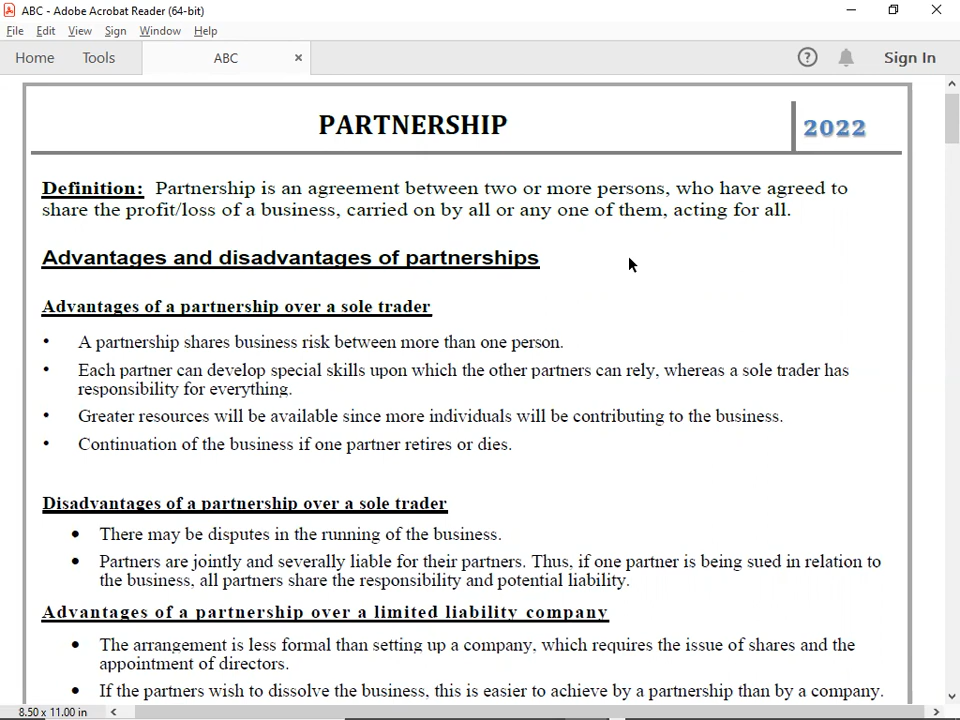 ABC - Adobe Acrobat Reader (64-bit)
File Edit View Sign Window Help
Home Tools ABC × ? Sign In
PARTNERSHIP 2022
Definition: Partnership is an agreement between two or more persons, who have agreed to
share the profit/loss of a business, carried on by all or any one of them, acting for all.
Advantages and disadvantages of partnerships
Advantages of a partnership over a sole trader
• A partnership shares business risk between more than one person.
• Each partner can develop special skills upon which the other partners can rely, whereas a sole trader has
responsibility for everything.
• Greater resources will be available since more individuals will be contributing to the business.
• Continuation of the business if one partner retires or dies.
Disadvantages of a partnership over a sole trader
• There may be disputes in the running of the business.
• Partners are jointly and severally liable for their partners. Thus, if one partner is being sued in relation to
the business, all partners share the responsibility and potential liability.
Advantages of a partnership over a limited liability company
• The arrangement is less formal than setting up a company, which requires the issue of shares and the
appointment of directors.
• If the partners wish to dissolve the business, this is easier to achieve by a partnership than by a company.
8.50 x 11.00 in